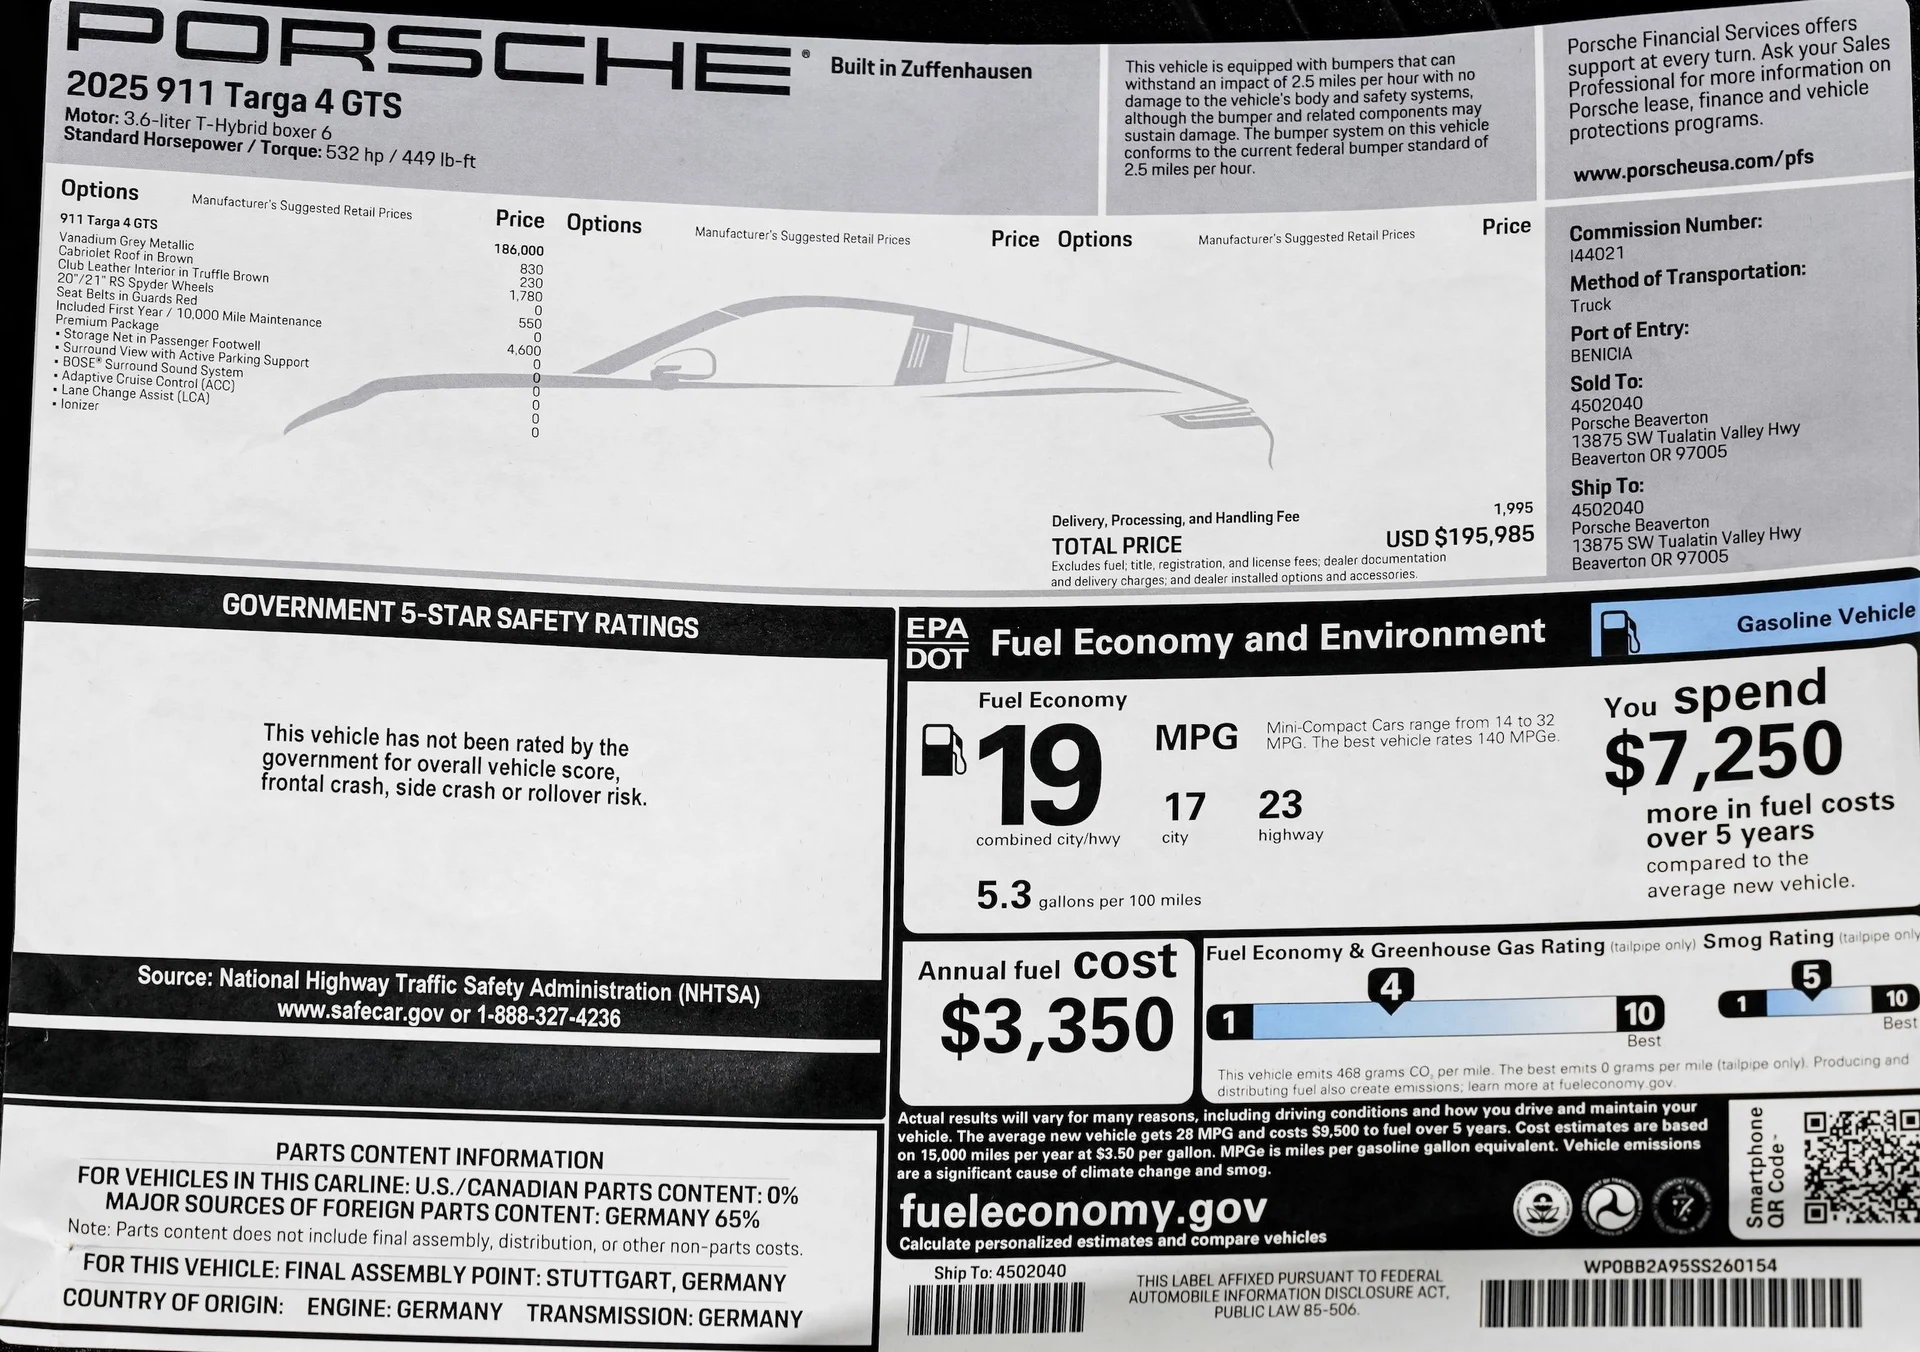 PORSCHE® Built in Zuffenhausen
2025 911 Targa 4 GTS
Motor: 3.6-liter T-Hybrid boxer 6
Standard Horsepower / Torque: 532 hp / 449 lb-ft
This vehicle is equipped with bumpers that can
withstand an impact of 2.5 miles per hour with no
damage to the vehicle's body and safety systems,
although the bumper and related components may
sustain damage. The bumper system on this vehicle
conforms to the current federal bumper standard of
2.5 miles per hour.
Porsche Financial Services offers
support at every turn. Ask your Sales
Professional for more information on
Porsche lease, finance and vehicle
protections programs.
www.porscheusa.com/pfs
Options Manufacturer's Suggested Retail Prices Price Options Manufacturer's Suggested Retail Prices Price Options Manufacturer's Suggested Retail Prices Price
911 Targa 4 GTS 186,000
Vanadium Grey Metallic 830
Cabriolet Roof in Brown 230
Club Leather Interior in Truffle Brown 1,780
20"/21" RS Spyder Wheels 0
Seat Belts in Guards Red 550
Included First Year / 10,000 Mile Maintenance 0
Premium Package 4,600
• Storage Net in Passenger Footwell 0
• Surround View with Active Parking Support 0
• BOSE® Surround Sound System 0
• Adaptive Cruise Control (ACC) 0
• Lane Change Assist (LCA) 0
• Ionizer 0
Delivery, Processing, and Handling Fee 1,995
TOTAL PRICE USD $195,985
Excludes fuel; title, registration, and license fees; dealer documentation
and delivery charges; and dealer installed options and accessories.
Commission Number:
I44021
Method of Transportation:
Truck
Port of Entry:
BENICIA
Sold To:
4502040
Porsche Beaverton
13875 SW Tualatin Valley Hwy
Beaverton OR 97005
Ship To:
4502040
Porsche Beaverton
13875 SW Tualatin Valley Hwy
Beaverton OR 97005
GOVERNMENT 5-STAR SAFETY RATINGS
This vehicle has not been rated by the
government for overall vehicle score,
frontal crash, side crash or rollover risk.
Source: National Highway Traffic Safety Administration (NHTSA)
www.safecar.gov or 1-888-327-4236
PARTS CONTENT INFORMATION
FOR VEHICLES IN THIS CARLINE: U.S./CANADIAN PARTS CONTENT: 0%
MAJOR SOURCES OF FOREIGN PARTS CONTENT: GERMANY 65%
Note: Parts content does not include final assembly, distribution, or other non-parts costs.
FOR THIS VEHICLE: FINAL ASSEMBLY POINT: STUTTGART, GERMANY
COUNTRY OF ORIGIN: ENGINE: GERMANY TRANSMISSION: GERMANY
EPA
DOT
Fuel Economy and Environment
Gasoline Vehicle
Fuel Economy
19 MPG
combined city/hwy
17
city
23
highway
Mini-Compact Cars range from 14 to 32
MPG. The best vehicle rates 140 MPGe.
5.3 gallons per 100 miles
You spend
$7,250
more in fuel costs
over 5 years
compared to the
average new vehicle.
Annual fuel cost
$3,350
Fuel Economy & Greenhouse Gas Rating (tailpipe only) Smog Rating (tailpipe only
4
1 10
Best
5
1 10
Best
This vehicle emits 468 grams CO₂ per mile. The best emits 0 grams per mile (tailpipe only). Producing and
distributing fuel also create emissions; learn more at fueleconomy.gov.
Actual results will vary for many reasons, including driving conditions and how you drive and maintain your
vehicle. The average new vehicle gets 28 MPG and costs $9,500 to fuel over 5 years. Cost estimates are based
on 15,000 miles per year at $3.50 per gallon. MPGe is miles per gasoline gallon equivalent. Vehicle emissions
are a significant cause of climate change and smog.
fueleconomy.gov
Calculate personalized estimates and compare vehicles
Smartphone
QR Code™
Ship To: 4502040
THIS LABEL AFFIXED PURSUANT TO FEDERAL
AUTOMOBILE INFORMATION DISCLOSURE ACT,
PUBLIC LAW 85-506.
WP0BB2A95SS260154